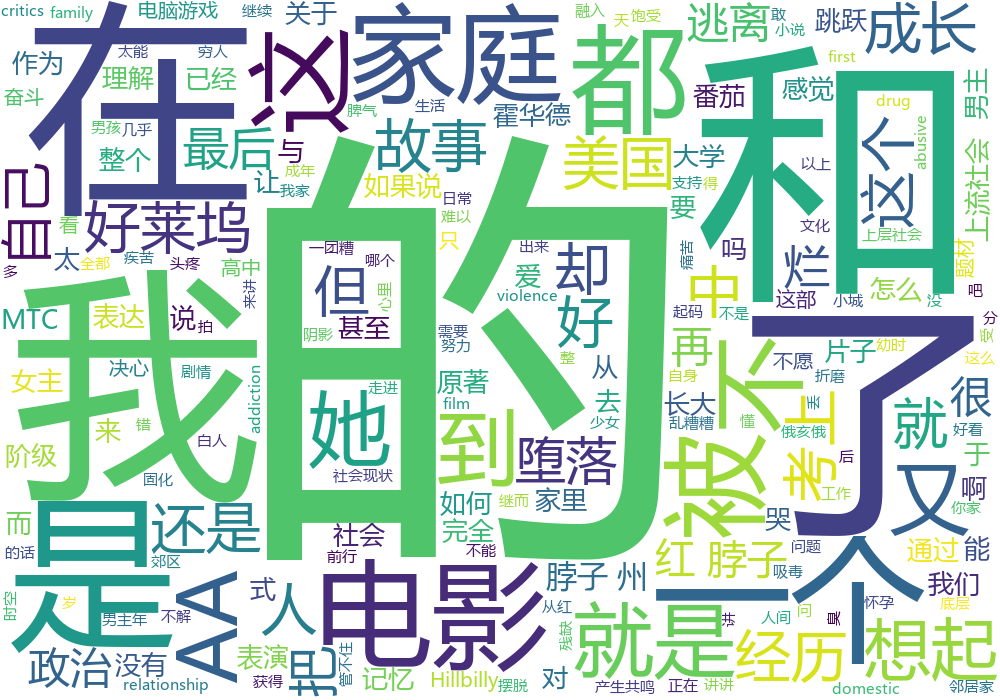 critics
family
电脑游戏
继续
关于
在
这
家庭
都
融入
天
饱受
逃离
敢
小说
跳跃
成长
作为
太能
穷人
理解
已经
奋斗
脾气
生活
霍华德
番茄
感觉
first
drug
男主
和
男孩
几乎
整个
最后
与
故事
美国
大学
以上
这个
abusive
上流社会
自己
好莱坞
让
成年
我家
如果说
日常
得
支持
要
文化
难以
看
太
全部
疾苦
但
一团糟
哪个
只
出来
爱
却
痛苦
吗
烂
上层社会
题材
多
我
的
头疼
高中
来讲
心里
violence
好
中
起码
这部
不是
怎么
小城
没
吧
MTC
表达
说
拍
阴影
甚至
需要
努力
整
再
不愿
片子
幼时
分
受
了
决心
剧情
女主
addiction
她
走进
原著
film
到
从
去
少女
自身
长大
乱糟糟
被
不
折磨
丢
懂
俄亥俄
就
很
好看
这么
来
错
白人
阶级
固化
社会现状
堕落
考
上
后
工作
于
你家
是
而
的话
还是
郊区
社会
前行
如何
完全
继而
家里
不能
哭
问题
又
啊
红
脖子
吸毒
一个
通过
能
时空
岁
男主年
不解
AA
式
人
电影
脖子
州
从红
残缺
就是
讲
人间
问
臭
怀孕
底层
我们
政治
没有
表演
获得
把
管不住
记忆
Hillbilly
摆脱
对
产生共鸣
正在
讲讲
经历
想起
relationship
domestic
邻居家